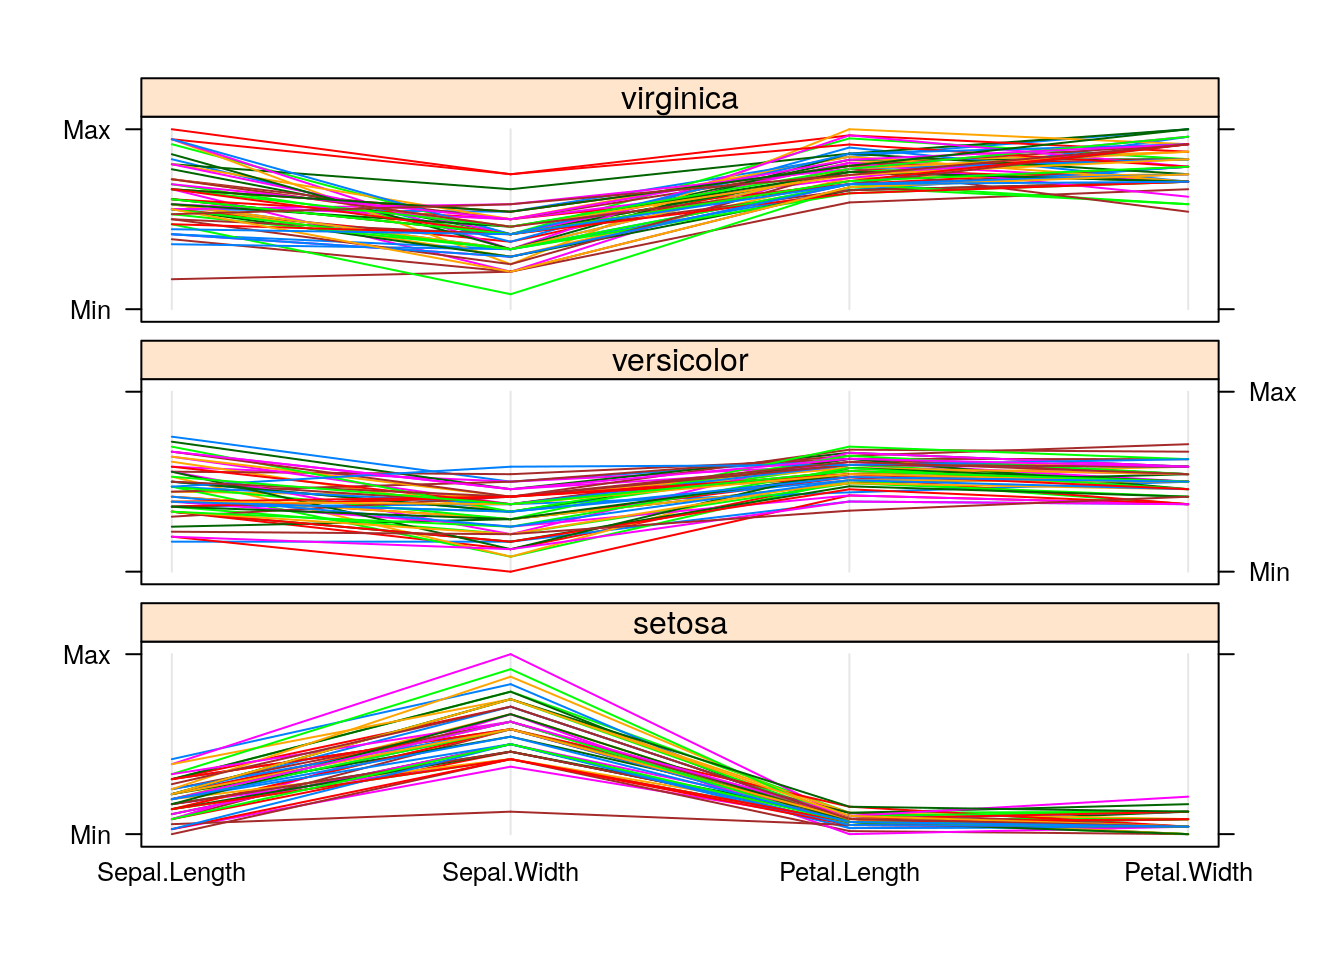 virginica
Max
Min
versicolor
Max
Min
setosa
Max
Min
Sepal.Length Sepal.Width Petal.Length Petal.Width